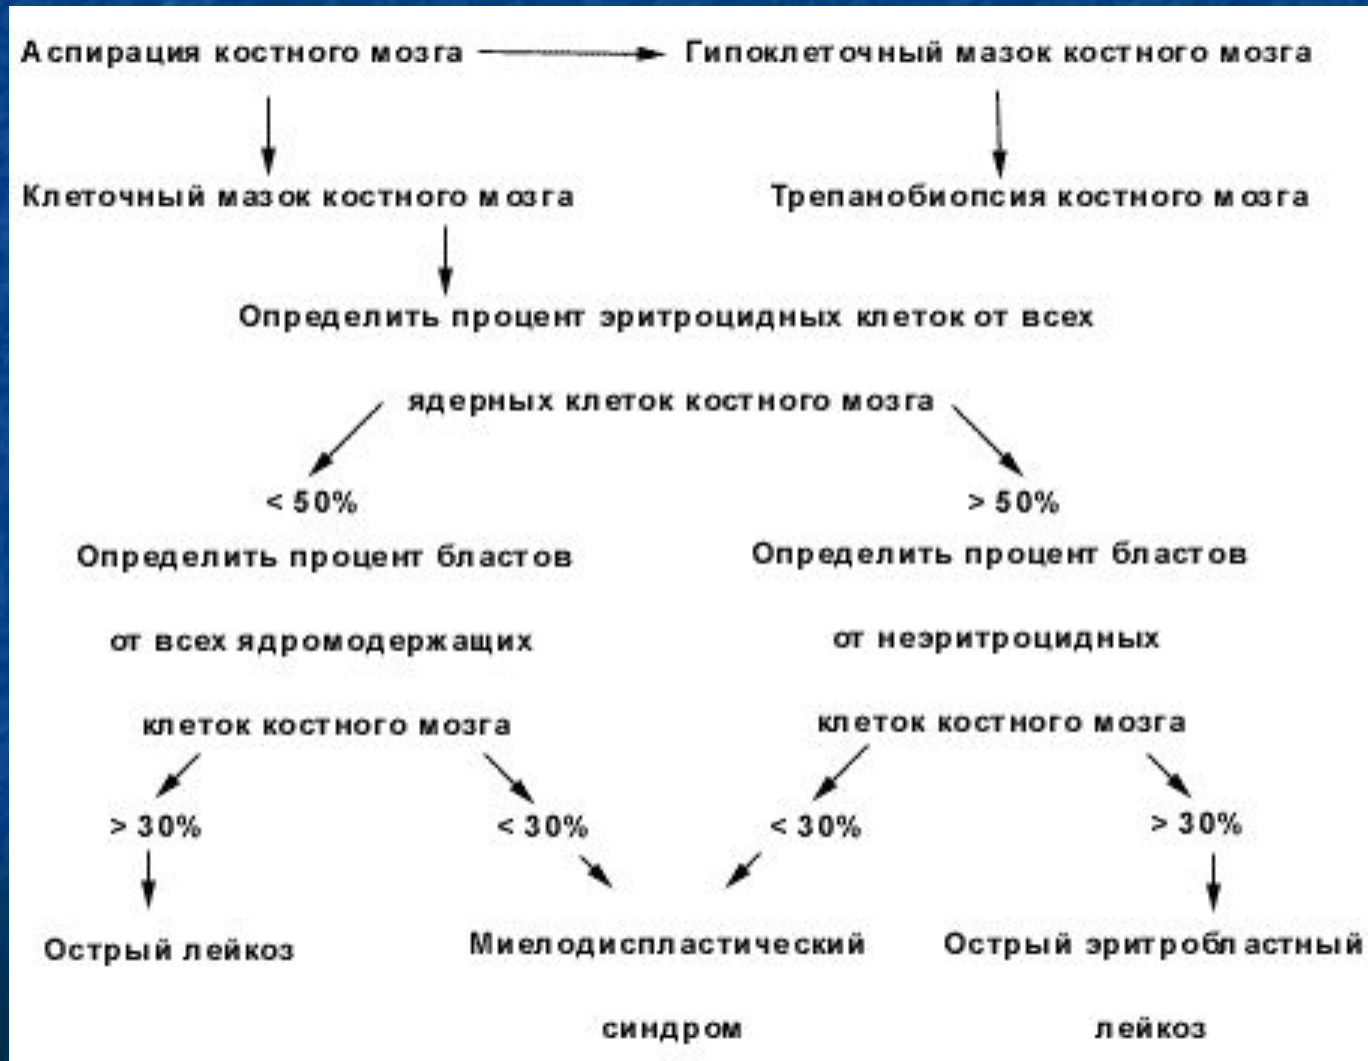 Аспирация костного мозга
Гипоклеточный мазок костного мозга
Клеточный мазок костного мозга
Трепанобиопсия костного мозга
Определить процент эритроцидных клеток от всех
ядерных клеток костного мозга
< 50%
> 50%
Определить процент бластов
Определить процент бластов
от всех ядромодержащих
от неэритроцидных
клеток костного мозга
клеток костного мозга
> 30%
< 30%
< 30%
> 30%
Острый лейкоз
Миелодиспластический
Острый эритробластный
синдром
лейкоз